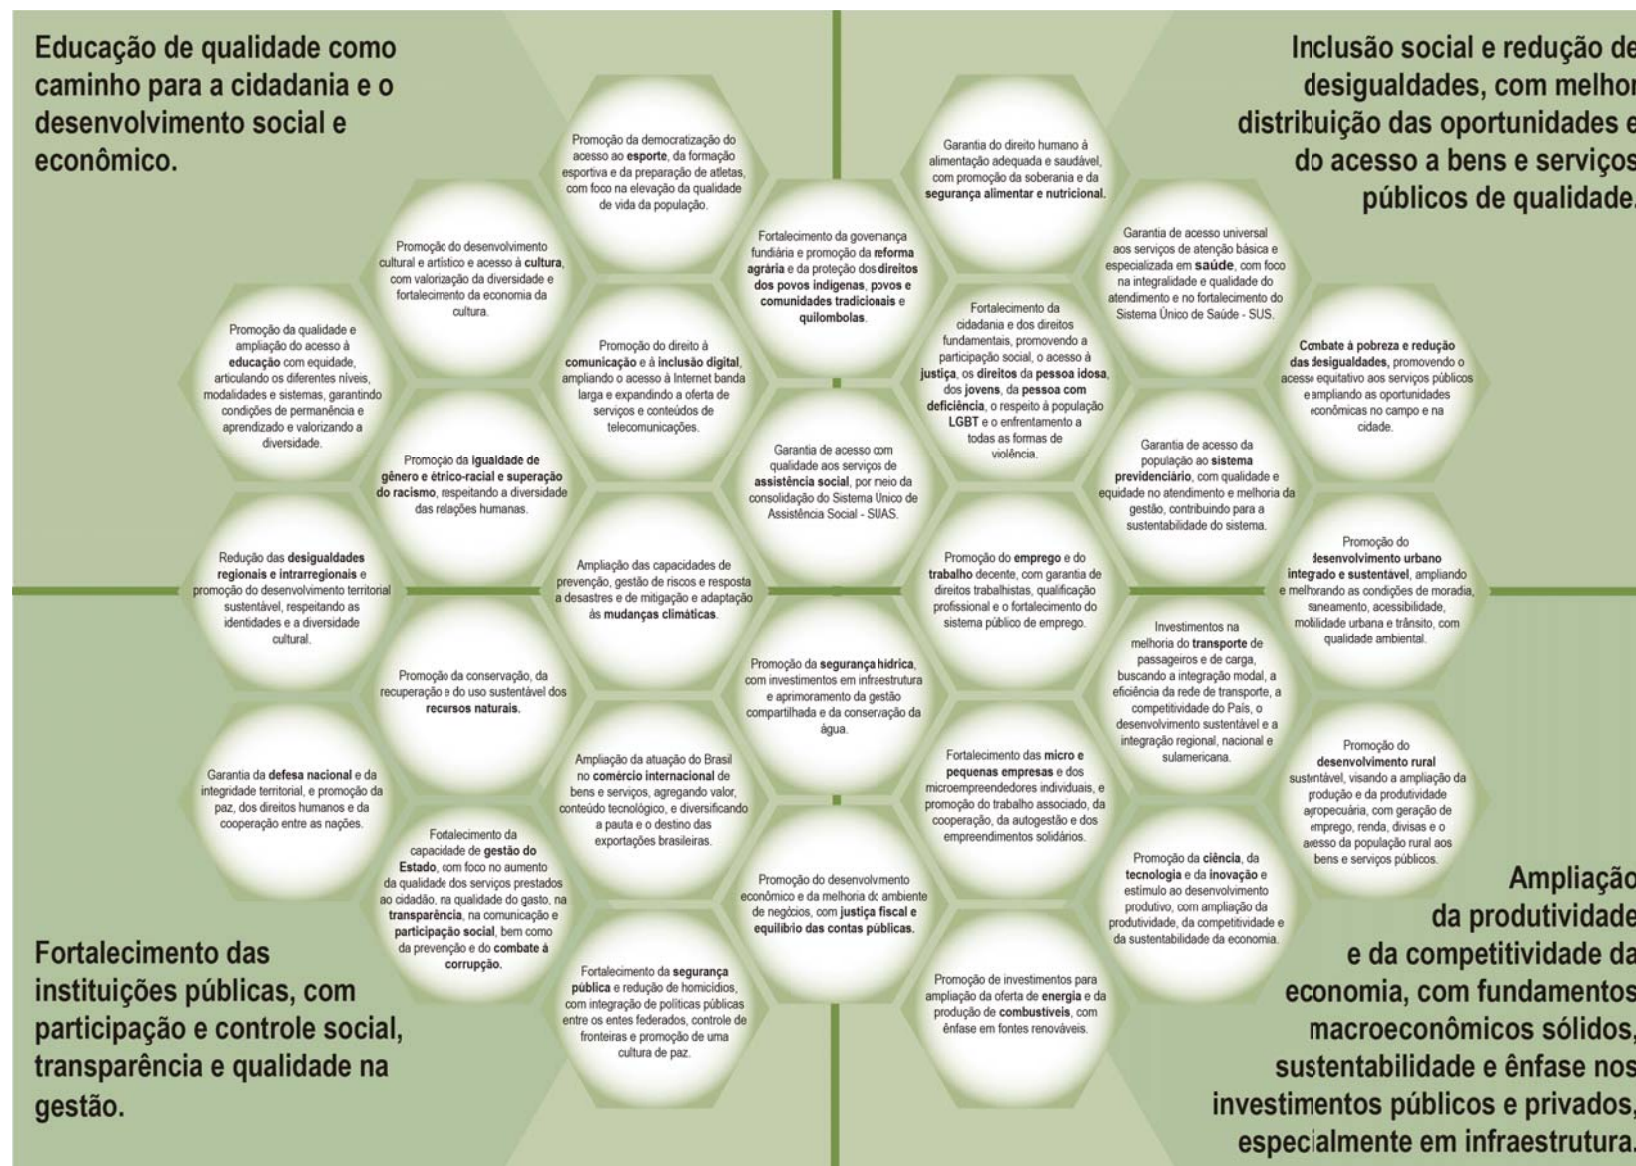 Educação de qualidade como
caminho para a cidadania e o
desenvolvimento social e
econômico.
Inclusão social e redução de
desigualdades, com melhor
distribuição das oportunidades e
do acesso a bens e serviços
públicos de qualidade.
Promoção da democratização do
acesso ao esporte, da formação
esportiva e da preparação de atletas,
com foco na elevação da qualidade
de vida da população.
Garantia do direito humano à
alimentação adequada e saudável,
com promoção da soberania e da
segurança alimentar e nutricional.
Promoção do desenvolvimento
cultural e artístico e acesso à cultura,
com valorização da diversidade e
fortalecimento da economia da
cultura.
Fortalecimento da governança
fundiária e promoção da reforma
agrária e da proteção dos direitos
dos povos indígenas, povos e
comunidades tradicionais e
quilombolas.
Garantia de acesso universal
aos serviços de atenção básica e
especializada em saúde, com foco
na integralidade e qualidade do
atendimento e no fortalecimento do
Sistema Único de Saúde - SUS.
Promoção da qualidade e
ampliação do acesso à
educação com equidade,
articulando os diferentes níveis,
modalidades e sistemas, garantindo
condições de permanência e
aprendizado e valorizando a
diversidade.
Promoção do direito à
comunicação e à inclusão digital,
ampliando o acesso à Internet banda
larga e expandindo a oferta de
serviços e conteúdos de
telecomunicações.
Fortalecimento da
cidadania e dos direitos
fundamentais, promovendo a
participação social, o acesso à
justiça, os direitos da pessoa idosa,
dos jovens, da pessoa com
deficiência, o respeito à população
LGBT e o enfrentamento a
todas as formas de
violência.
Combate à pobreza e redução
das desigualdades, promovendo o
acesso equitativo aos serviços públicos
e ampliando as oportunidades
econômicas no campo e na
cidade.
Promoção da igualdade de
gênero e étnico-racial e superação
do racismo, respeitando a diversidade
das relações humanas.
Garantia de acesso com
qualidade aos serviços de
assistência social, por meio da
consolidação do Sistema Único de
Assistência Social - SUAS.
Garantia de acesso da
população ao sistema
previdenciário, com qualidade e
equidade no atendimento e melhoria da
gestão, contribuindo para a
sustentabilidade do sistema.
Redução das desigualdades
regionais e intrarregionais e
promoção do desenvolvimento territorial
sustentável, respeitando as
identidades e a diversidade
cultural.
Ampliação das capacidades de
prevenção, gestão de riscos e resposta
a desastres e de mitigação e adaptação
às mudanças climáticas.
Promoção do emprego e do
trabalho decente, com garantia de
direitos trabalhistas, qualificação
profissional e o fortalecimento do
sistema público de emprego.
Promoção do
desenvolvimento urbano
integrado e sustentável, ampliando
e melhorando as condições de moradia,
saneamento, acessibilidade,
mobilidade urbana e trânsito, com
qualidade ambiental.
Promoção da conservação, da
recuperação e do uso sustentável dos
recursos naturais.
Promoção da segurança hídrica,
com investimentos em infraestrutura
e aprimoramento da gestão
compartilhada e da conservação da
água.
Investimentos na
melhoria do transporte de
passageiros e de carga,
buscando a integração modal, a
eficiência da rede de transporte, a
competitividade do País, o
desenvolvimento sustentável e a
integração regional, nacional e
sulamericana.
Garantia da defesa nacional e da
integridade territorial, e promoção da
paz, dos direitos humanos e da
cooperação entre as nações.
Ampliação da atuação do Brasil
no comércio internacional de
bens e serviços, agregando valor,
conteúdo tecnológico, e diversificando
a pauta e o destino das
exportações brasileiras.
Fortalecimento das micro e
pequenas empresas e dos
microempreendedores individuais, e
promoção do trabalho associado, da
cooperação, da autogestão e dos
empreendimentos solidários.
Promoção do
desenvolvimento rural
sustentável, visando a ampliação da
produção e da produtividade
agropecuária, com geração de
emprego, renda, divisas e o
acesso da população rural aos
bens e serviços públicos.
Fortalecimento da
capacidade de gestão do
Estado, com foco no aumento
da qualidade dos serviços prestados
ao cidadão, na qualidade do gasto, na
transparência, na comunicação e
participação social, bem como
da prevenção e do combate à
corrupção.
Promoção do desenvolvimento
econômico e da melhoria do ambiente
de negócios, com justiça fiscal e
equilíbrio das contas públicas.
Promoção da ciência, da
tecnologia e da inovação e
estímulo ao desenvolvimento
produtivo, com ampliação da
produtividade, da competitividade e
da sustentabilidade da economia.
Fortalecimento da segurança
pública e redução de homicídios,
com integração de políticas públicas
entre os entes federados, controle de
fronteiras e promoção de uma
cultura de paz.
Promoção de investimentos para
ampliação da oferta de energia e da
produção de combustíveis, com
ênfase em fontes renováveis.
Fortalecimento das
instituições públicas, com
participação e controle social,
transparência e qualidade na
gestão.
Ampliação
da produtividade
e da competitividade da
economia, com fundamentos
macroeconômicos sólidos,
sustentabilidade e ênfase nos
investimentos públicos e privados,
especialmente em infraestrutura.